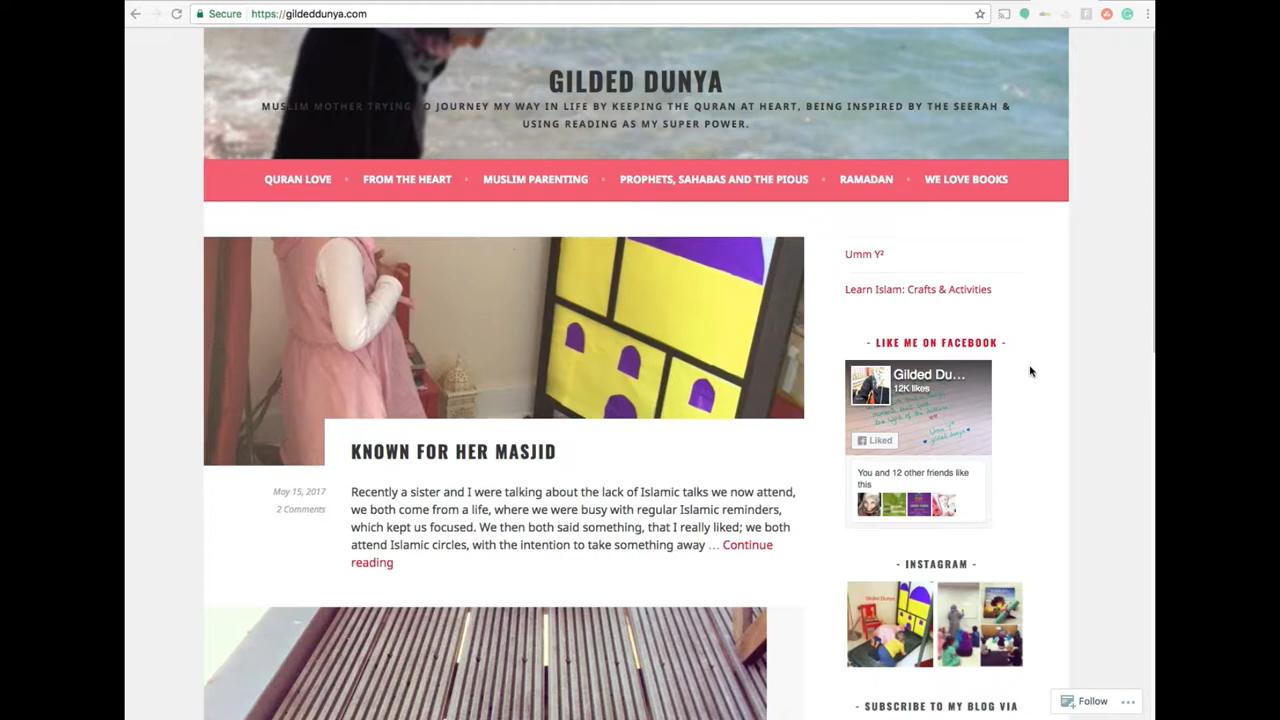 Secure
https://gildeddunya.com
GILDED DUNYA
MUSLIM MOTHER TRYING TO JOURNEY MY WAY IN LIFE BY KEEPING THE QURAN AT HEART, BEING INSPIRED BY THE SEERAH &
USING READING AS MY SUPER POWER.
QURAN LOVE
FROM THE HEART
MUSLIM PARENTING
PROPHETS, SAHABAS AND THE PIOUS
RAMADAN
WE LOVE BOOKS
KNOWN FOR HER MASJID
May 15, 2017
2 Comments
Recently a sister and I were talking about the lack of Islamic talks we now attend,
we both come from a life, where we were busy with regular Islamic reminders,
which kept us focused. We then both said something, that I really liked; we both
attend Islamic circles, with the intention to take something away … Continue
reading
Umm Y²
Learn Islam: Crafts & Activities
- LIKE ME ON FACEBOOK -
Gilded Du...
12K likes
Liked
You and 12 other friends like
this
- INSTAGRAM -
Gilded Dunya
- SUBSCRIBE TO MY BLOG VIA
Follow